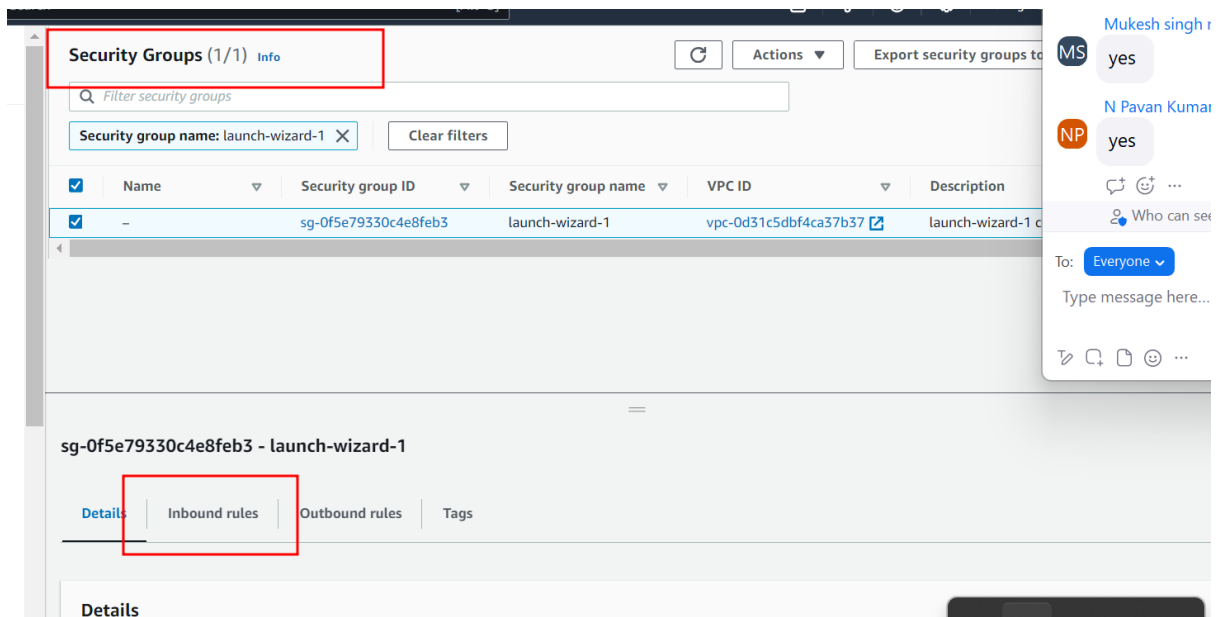 Security Groups (1/1) Info
Actions
Export security groups to
Filter security groups
Security group name: launch-wizard-1
Clear filters
Name Security group ID Security group name VPC ID Description
– sg-0f5e79330c4e8feb3 launch-wizard-1 vpc-0d31c5dbf4ca37b37 launch-wizard-1 c
sg-0f5e79330c4e8feb3 - launch-wizard-1
Details Inbound rules Outbound rules Tags
Details
Mukesh singh r
MS yes
N Pavan Kumar
NP yes
Who can see
To: Everyone
Type message here...